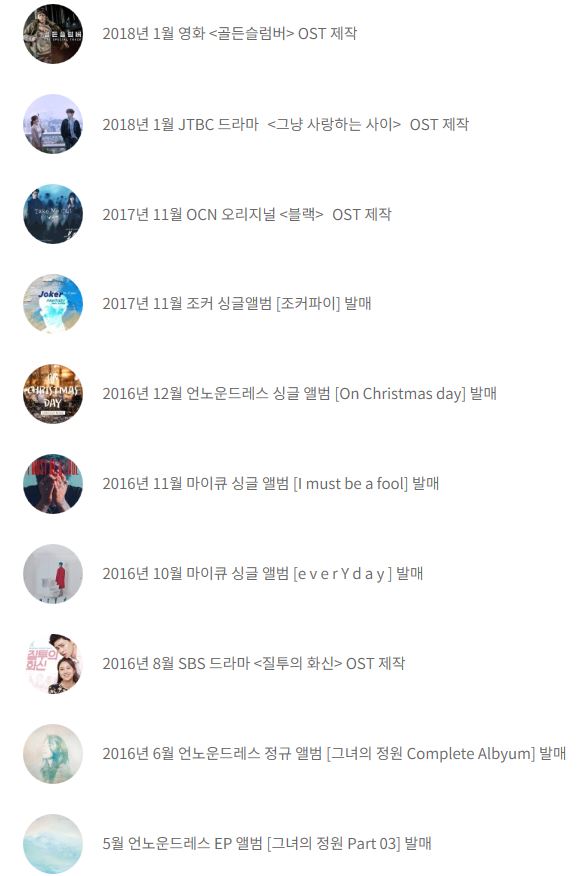 골든슬럼버
2018년 1월 영화 <골든슬럼버> OST 제작
2018년 1월 JTBC 드라마 <그냥 사랑하는 사이> OST 제작
Take Me Out
2017년 11월 OCN 오리지널 <블랙> OST 제작
Joker
2017년 11월 조커 싱글앨범 [조커파이] 발매
ON
CHRISTMAS
DAY
2016년 12월 언노운드레스 싱글 앨범 [On Christmas day] 발매
2016년 11월 마이큐 싱글 앨범 [I must be a fool] 발매
2016년 10월 마이큐 싱글 앨범 [e v e r Y d a y ] 발매
질투의
화신
2016년 8월 SBS 드라마 <질투의 화신> OST 제작
2016년 6월 언노운드레스 정규 앨범 [그녀의 정원 Complete Albyum] 발매
5월 언노운드레스 EP 앨범 [그녀의 정원 Part 03] 발매